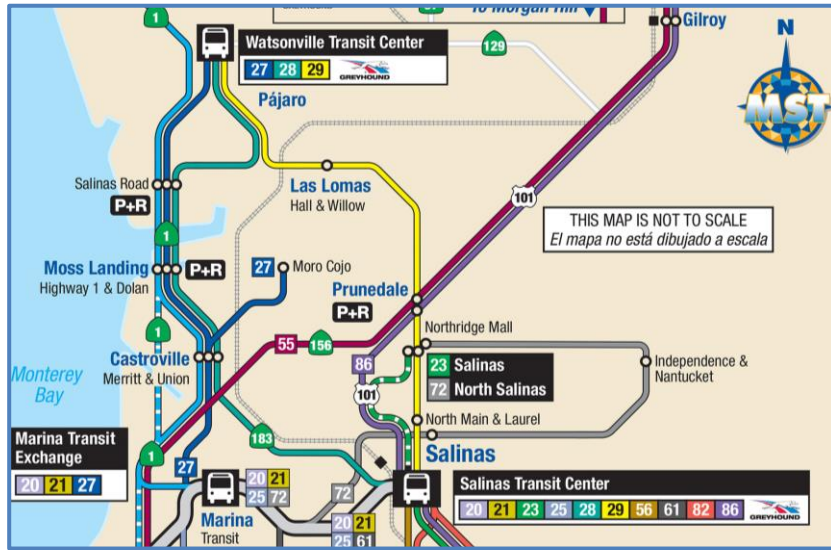 1
To Morgan Hill
Gilroy
N
MST
Watsonville Transit Center
27 28 29 GREYHOUND
129
Pájaro
Salinas Road
P+R
Las Lomas
Hall & Willow
101
THIS MAP IS NOT TO SCALE
El mapa no está dibujado a escala
1
Moss Landing
P+R
Highway 1 & Dolan
27
Moro Cojo
Prunedale
P+R
1
55
156
Northridge Mall
Castroville
Merritt & Union
86
23 Salinas
72 North Salinas
Independence &
Nantucket
Monterey
Bay
101
North Main & Laurel
Marina Transit
Exchange
20 21 27
1
183
27
Salinas
20 21
25 72
72
Marina
Transit
20 21
25 61
Salinas Transit Center
20 21 23 25 28 29 56 61 82 86 GREYHOUND